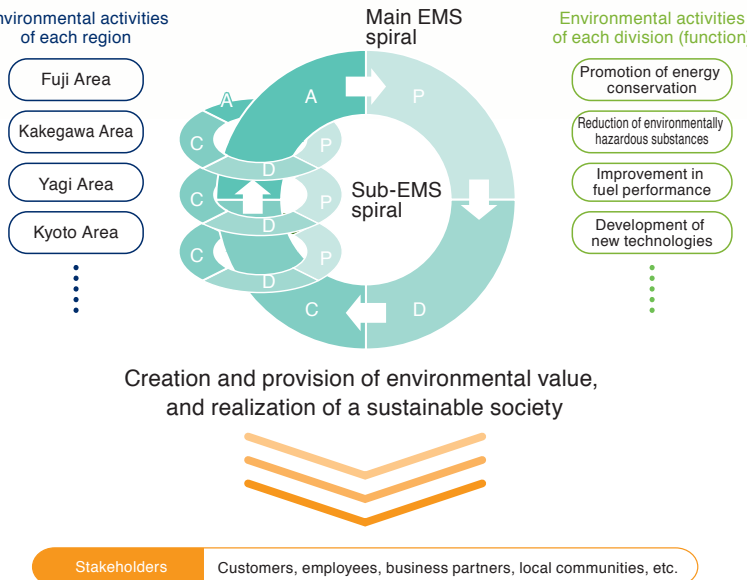 nvironmental activities
of each region
Fuji Area
Kakegawa Area
Yagi Area
Kyoto Area
Main EMS
spiral
A
P
D
C
Sub-EMS
spiral
A
C
P
D
C
P
D
C
P
D
Environmental activities
of each division (function)
Promotion of energy
conservation
Reduction of environmentally
hazardous substances
Improvement in
fuel performance
Development of
new technologies
Creation and provision of environmental value,
and realization of a sustainable society
Stakeholders
Customers, employees, business partners, local communities, etc.